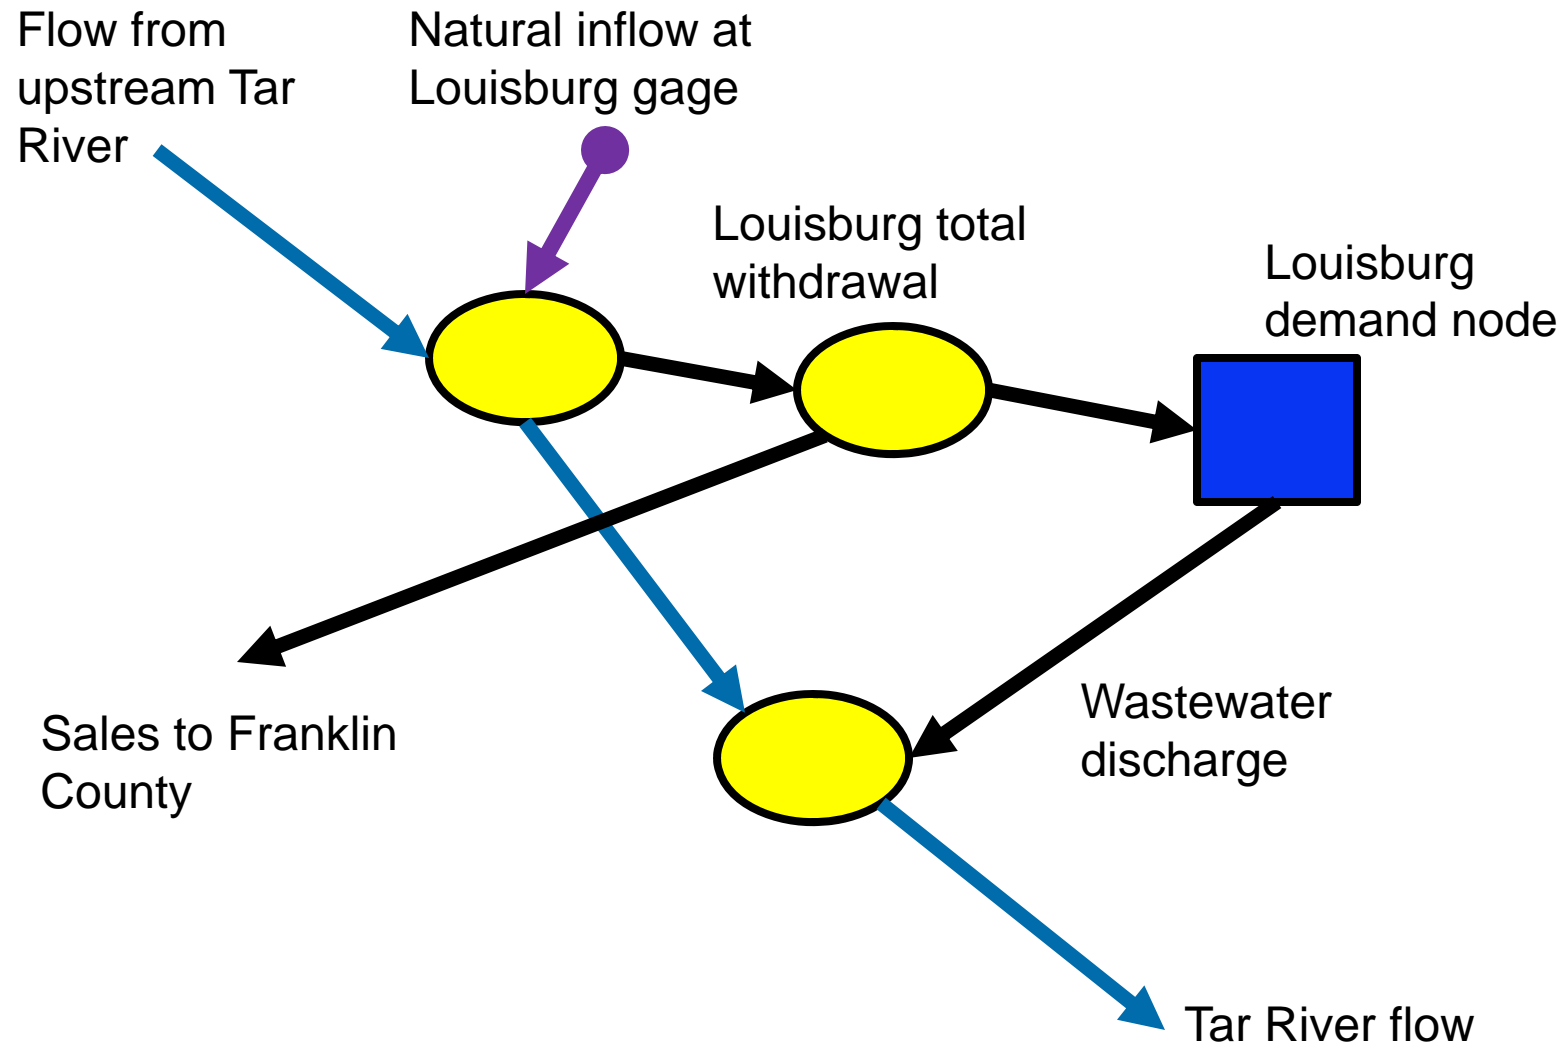 Flow from
upstream Tar
River
Natural inflow at
Louisburg gage
Louisburg total
withdrawal
Louisburg
demand node
Sales to Franklin
County
Wastewater
discharge
Tar River flow